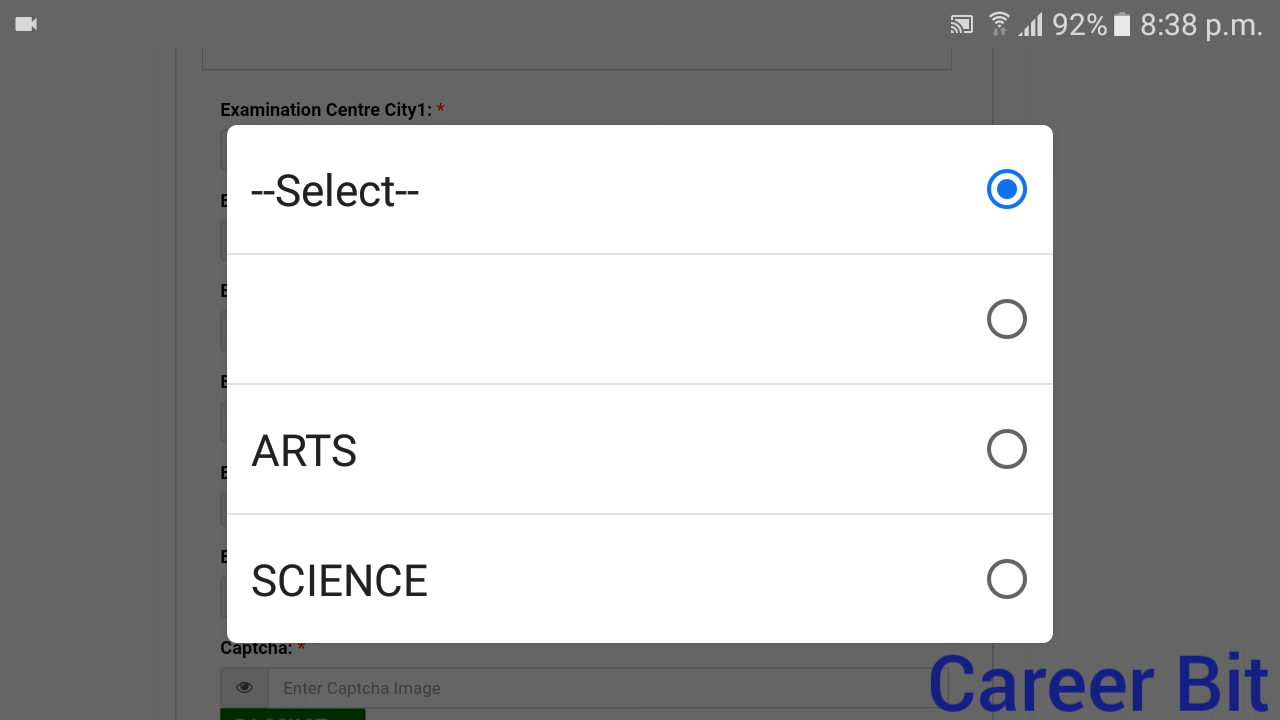 92% 8:38 p.m.
Examination Centre City1: *
--Select--
ARTS
SCIENCE
Captcha: *
Enter Captcha Image
Career Bit